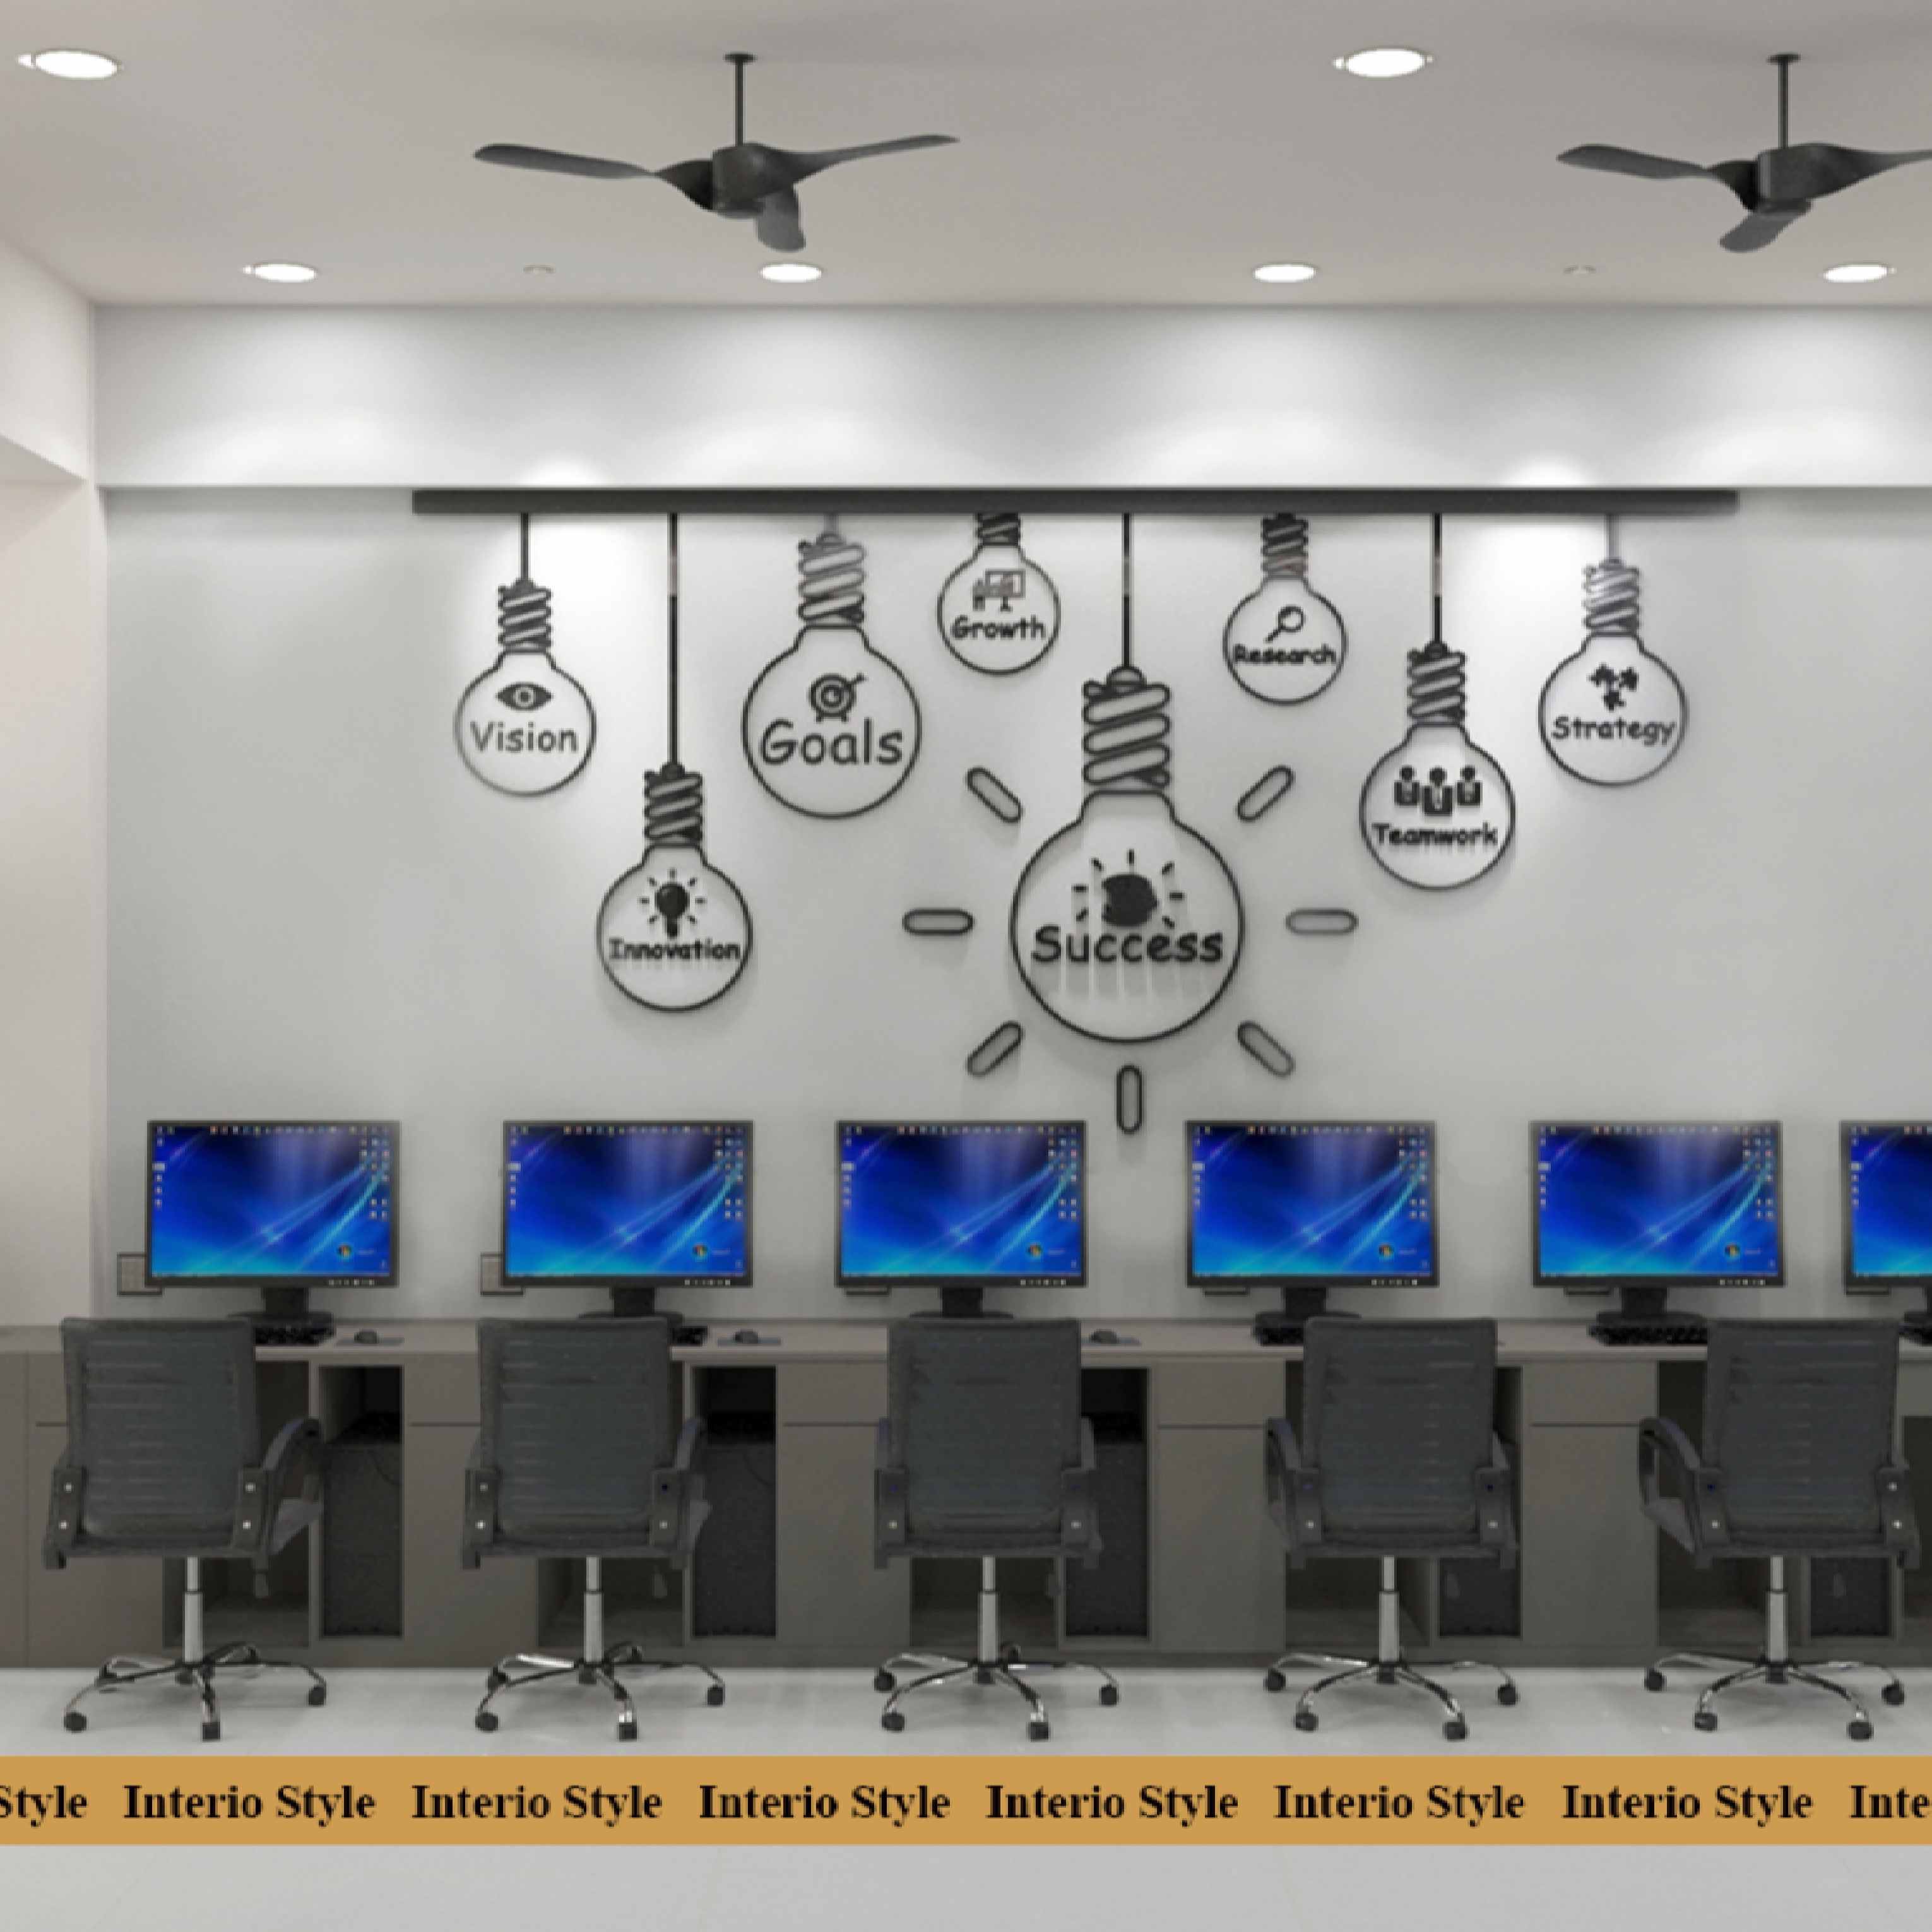 Growth
Research
Vision
Goals
Strategy
Teamwork
Innovation
Success
Style Interio Style Interio Style Interio Style Interio Style Interio Style Interio Style Inte